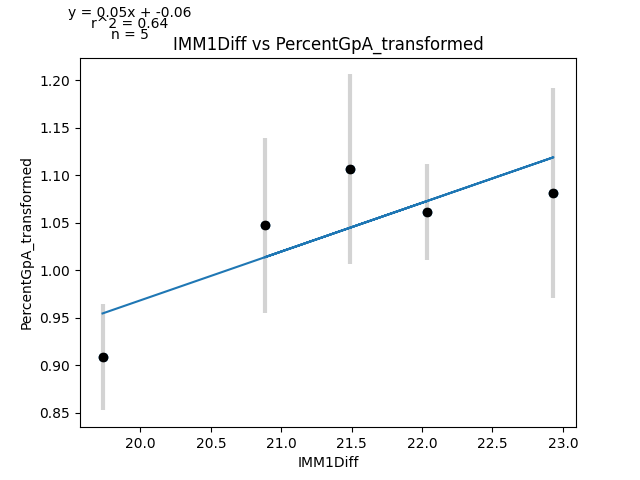 y = 0.05x + -0.06
r^2 = 0.64
n = 5
IMM1Diff vs PercentGpA_transformed
1.20
1.15
1.10
1.05
1.00
0.95
0.90
0.85
PercentGpA_transformed
20.0 20.5 21.0 21.5 22.0 22.5 23.0
IMM1Diff